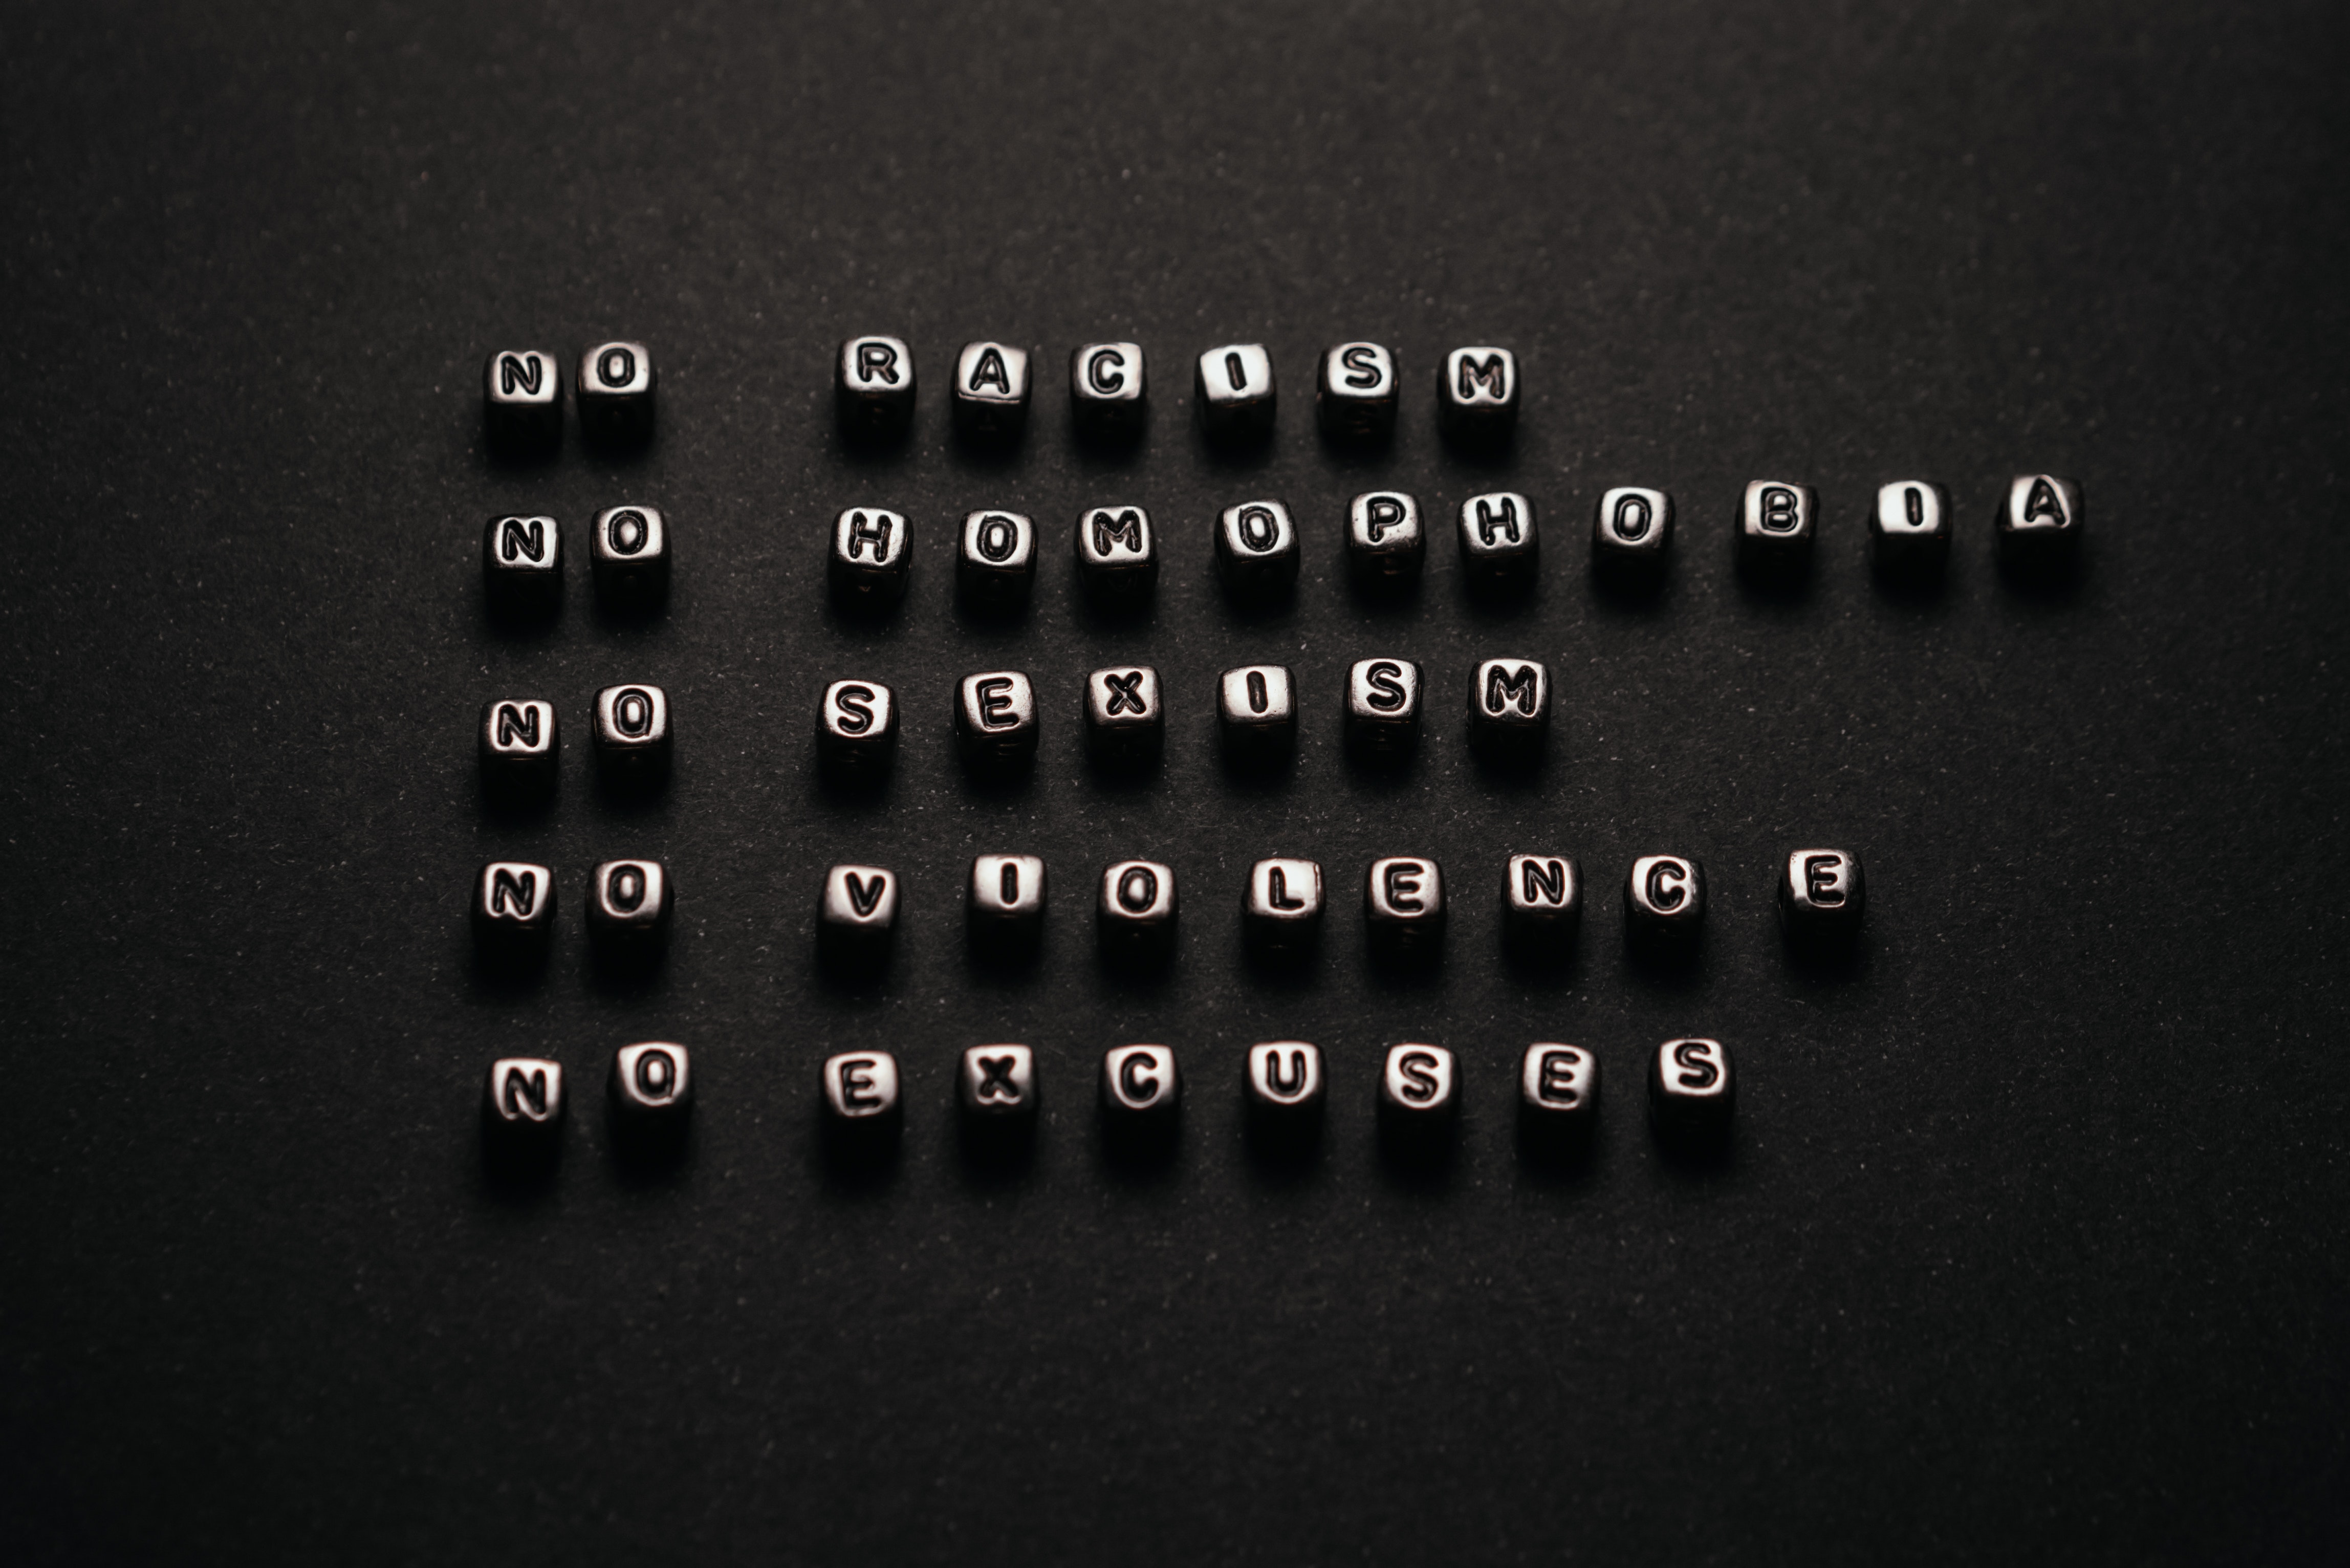 NO RACISM
NO HOMOPHOBIA
NO SEXISM
NO VIOLENCE
NO EXCUSES